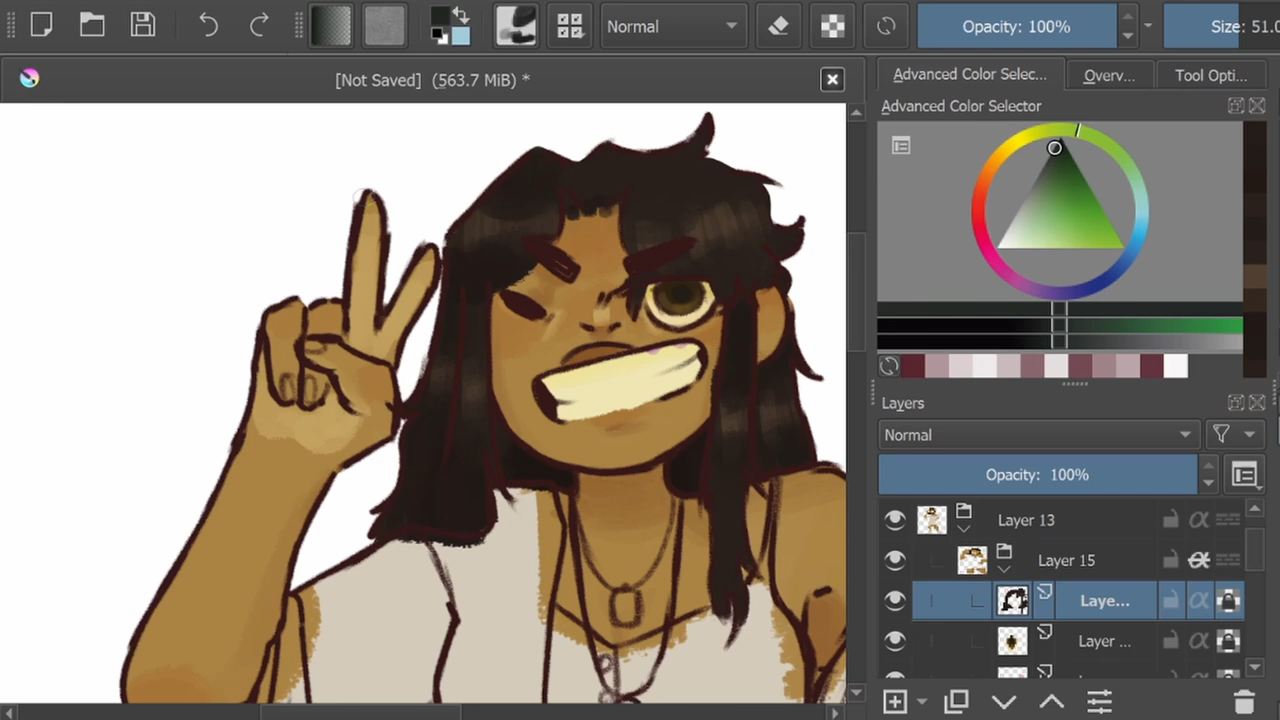 Normal
Opacity: 100%
Size: 51.0
[Not Saved] (563.7 MiB) *
Advanced Color Selec...
Overv...
Tool Opti...
Advanced Color Selector
Layers
Normal
Opacity: 100%
Layer 13
Layer 15
Laye...
Layer ...